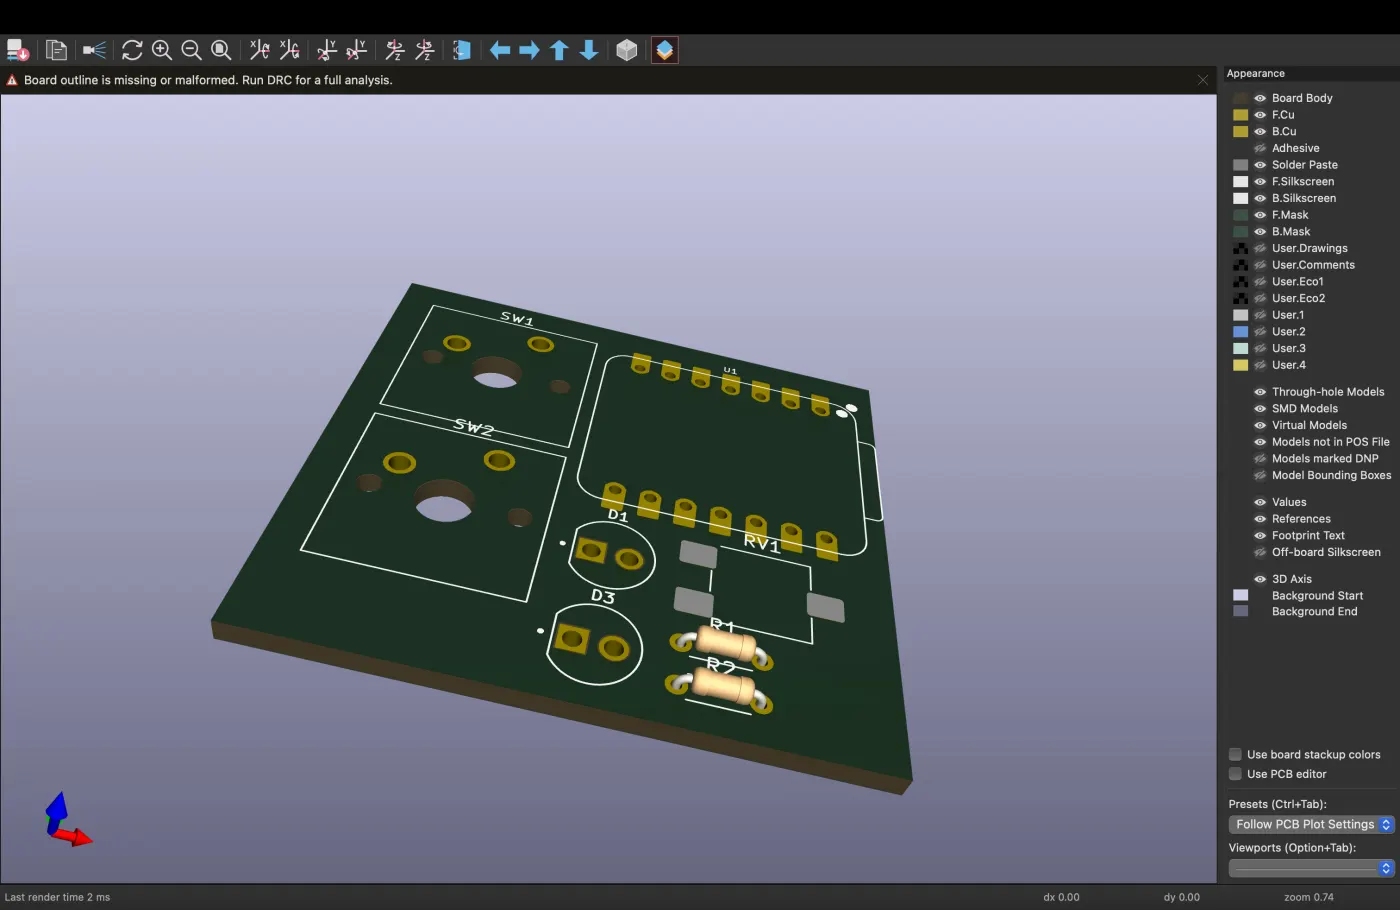 Board outline is missing or malformed. Run DRC for a full analysis.
SW1
U1
SW2
D1
RV1
D3
R1
R2
Appearance
Board Body
F.Cu
B.Cu
Adhesive
Solder Paste
F.Silkscreen
B.Silkscreen
F.Mask
B.Mask
User.Drawings
User.Comments
User.Eco1
User.Eco2
User.1
User.2
User.3
User.4
Through-hole Models
SMD Models
Virtual Models
Models not in POS File
Models marked DNP
Model Bounding Boxes
Values
References
Footprint Text
Off-board Silkscreen
3D Axis
Background Start
Background End
Use board stackup colors
Use PCB editor
Presets (Ctrl+Tab):
Follow PCB Plot Settings
Viewports (Option+Tab):
Last render time 2 ms
dx 0.00
dy 0.00
zoom 0.74